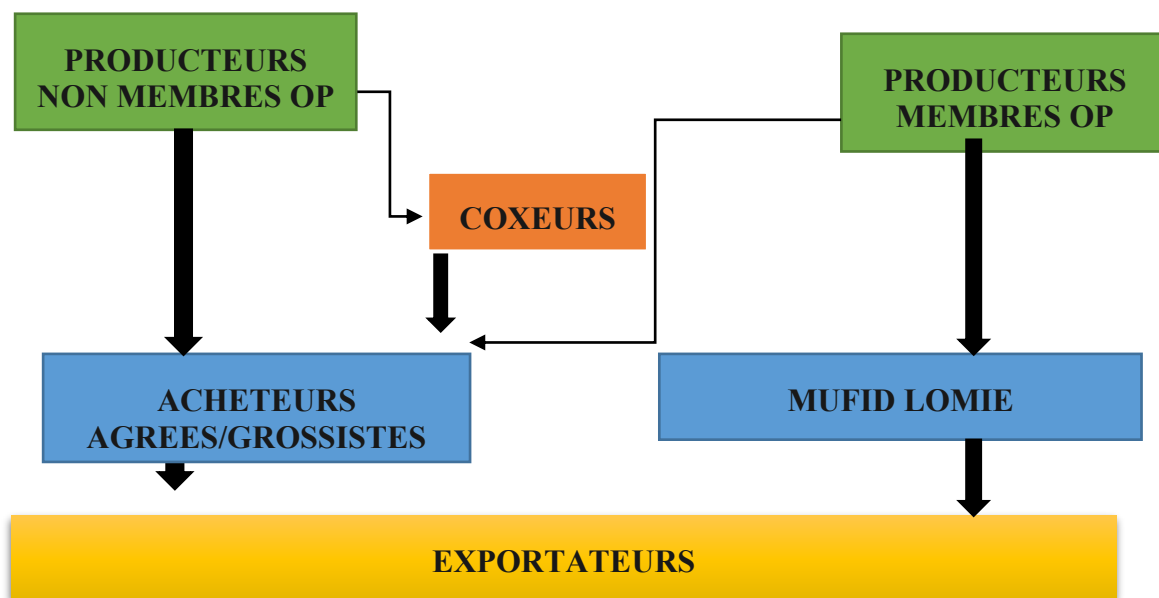 PRODUCTEURS
NON MEMBRES OP
PRODUCTEURS
MEMBRES OP
COXEURS
ACHETEURS
AGREES/GROSSISTES
MUFID LOMIE
EXPORTATEURS